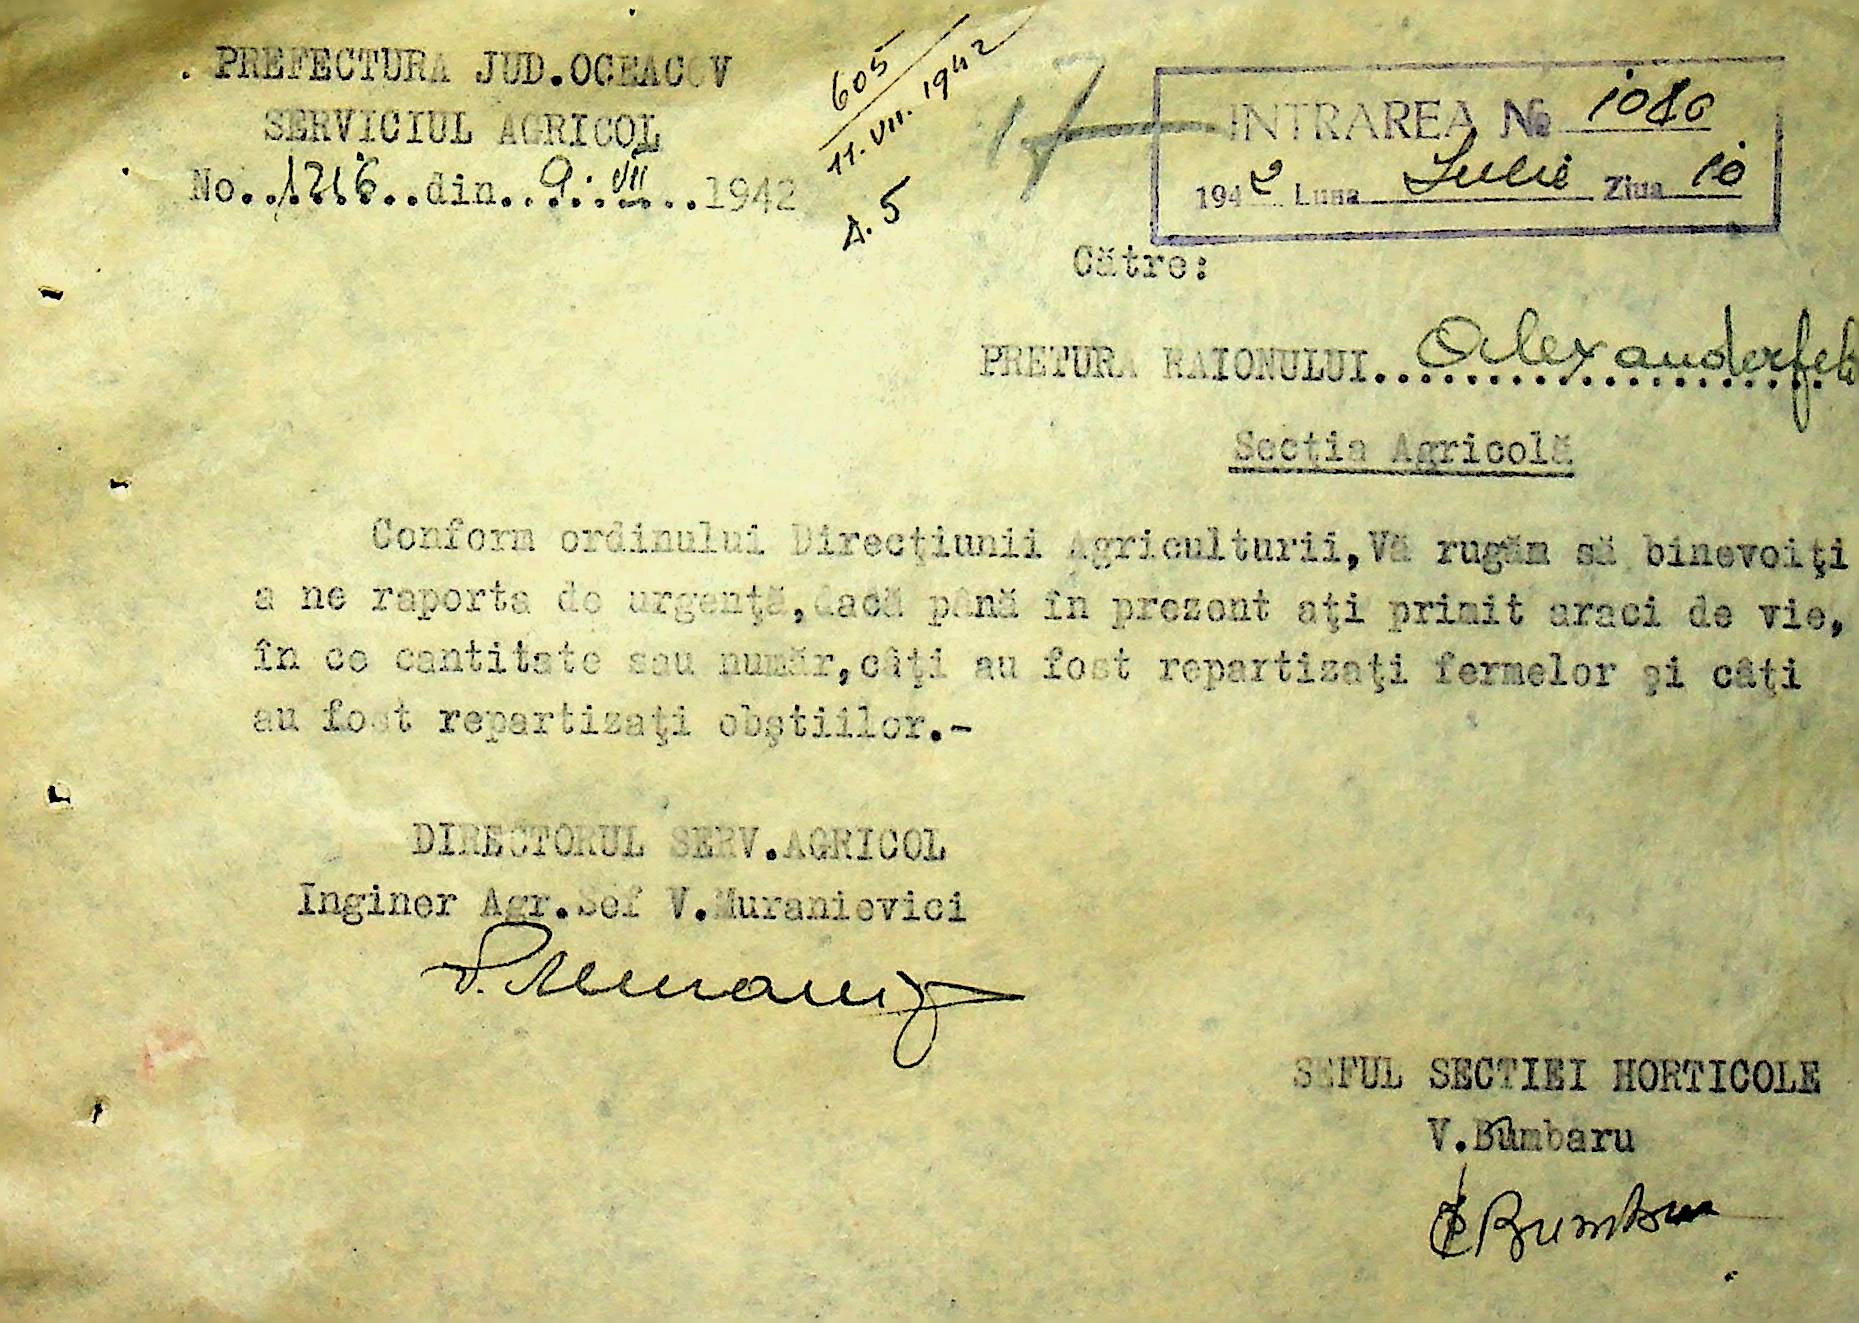 PREFECTURA JUD.OCEACOV
SERVICIUL AGRICOL
No..1216..din..9.VII...1942
605
11.VII.1942
A.5
17
INTRAREA № 1086
1942 Luna Iulie Ziua 10
Către:
PRETURA RAIONULUI..Alexanderfeld
Secţia Agricolă
Conform ordinului Direcţiunii Agriculturii,Vă rugăm să binevoiţi
a ne raporta de urgenţă,dacă până în prezent aţi primit araci de vie,
în ce cantitate sau număr,câţi au fost repartizaţi fermelor şi câţi
au fost repartizaţi obştiilor.-
DIRECTORUL SERV.AGRICOL
Inginer Agr.Sef V.Muranievici
SEFUL SECTIEI HORTICOLE
V.Bumbaru